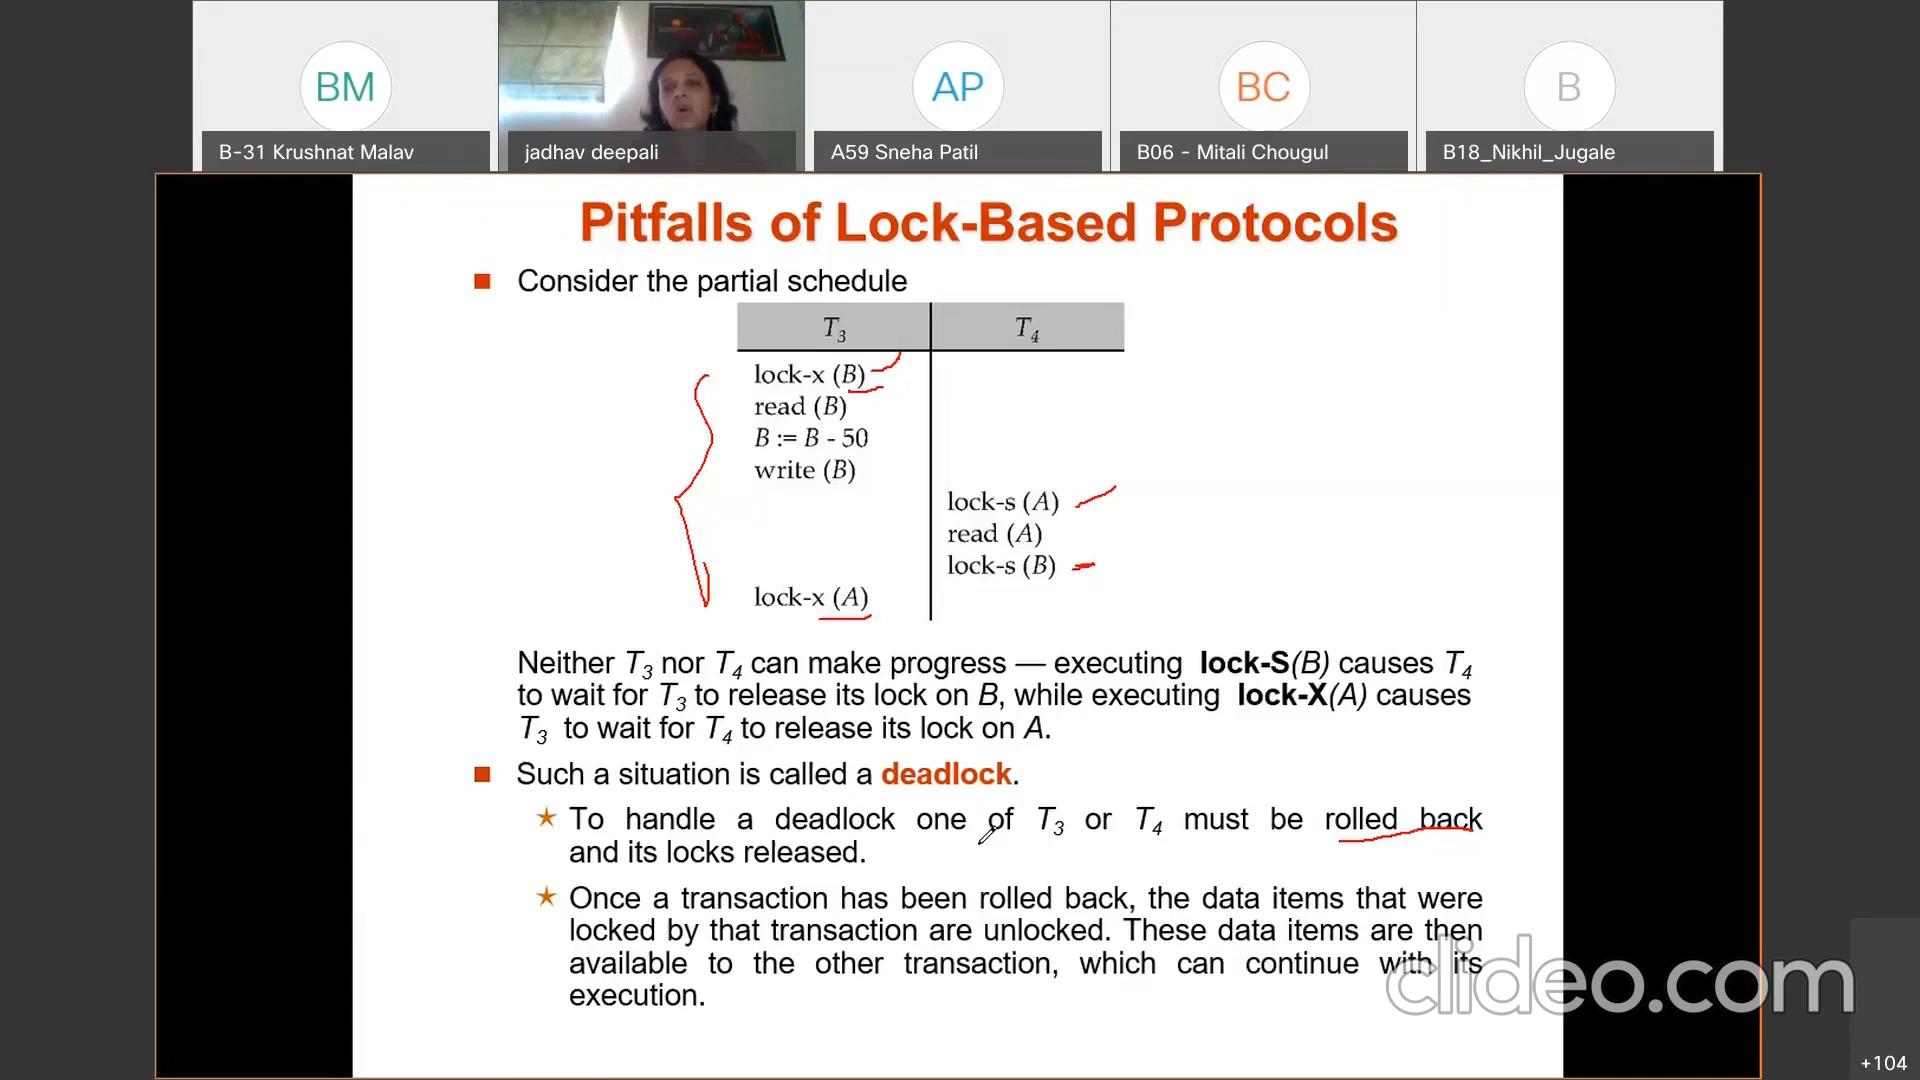 BM
AP
BC
B
B-31 Krushnat Malav
jadhav deepali
A59 Sneha Patil
B06 - Mitali Chougul
B18_Nikhil_Jugale
Pitfalls of Lock-Based Protocols
Consider the partial schedule
T3 T4
lock-x (B)
read (B)
B := B - 50
write (B)
lock-s (A)
read (A)
lock-s (B)
lock-x (A)
Neither T3 nor T4 can make progress — executing lock-S(B) causes T4
to wait for T3 to release its lock on B, while executing lock-X(A) causes
T3 to wait for T4 to release its lock on A.
Such a situation is called a deadlock.
To handle a deadlock one of T3 or T4 must be rolled back
and its locks released.
Once a transaction has been rolled back, the data items that were
locked by that transaction are unlocked. These data items are then
available to the other transaction, which can continue with its
execution.
clideo.com
+104